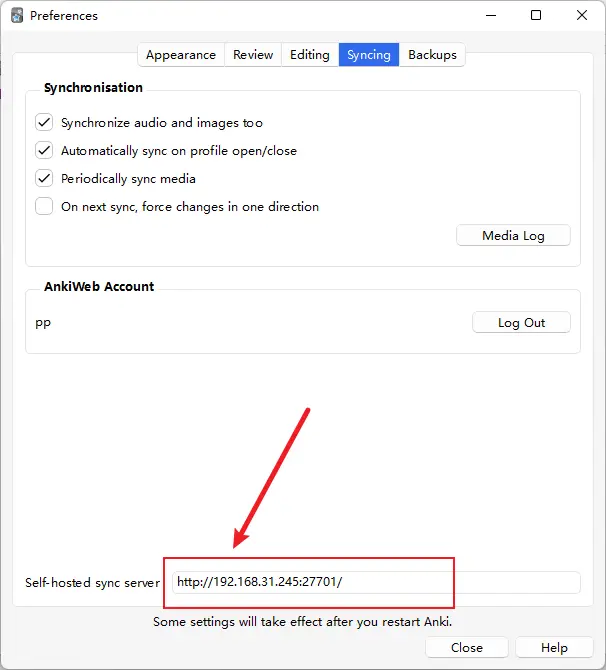 Preferences
Appearance Review Editing Syncing Backups
Synchronisation
Synchronize audio and images too
Automatically sync on profile open/close
Periodically sync media
On next sync, force changes in one direction
Media Log
AnkiWeb Account
pp Log Out
Self-hosted sync server http://192.168.31.245:27701/
Some settings will take effect after you restart Anki.
Close Help